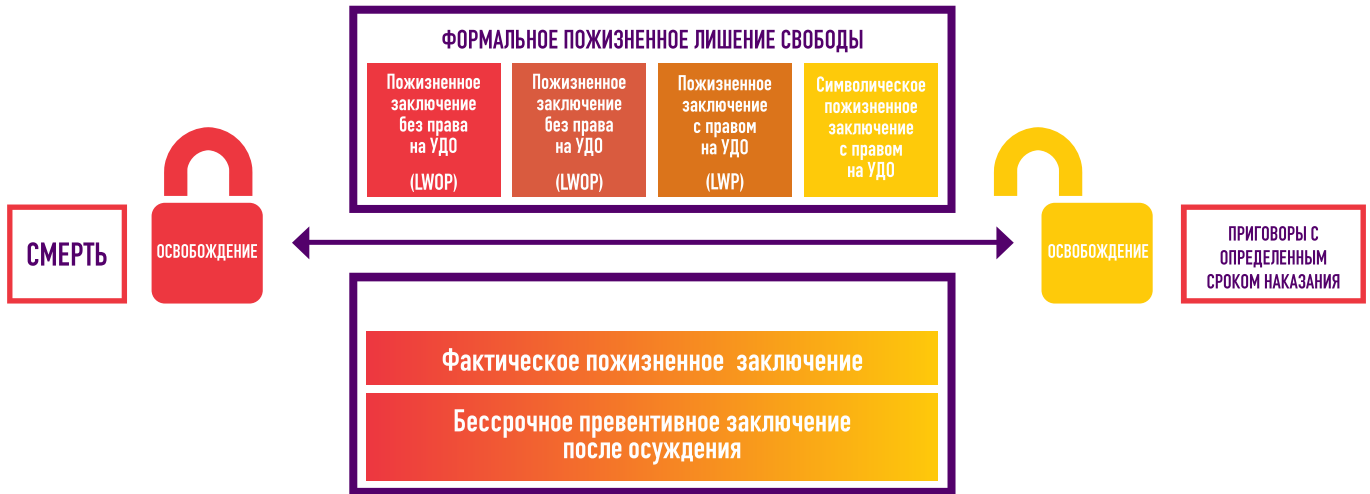 ФОРМАЛЬНОЕ ПОЖИЗНЕННОЕ ЛИШЕНИЕ СВОБОДЫ
Пожизненное
заключение
без права
на УДО
(LWOP)
Пожизненное
заключение
без права
на УДО
(LWOP)
Пожизненное
заключение
с правом
на УДО
(LWP)
Символическое
пожизненное
заключение
с правом
на УДО
СМЕРТЬ
ОСВОБОЖДЕНИЕ
ОСВОБОЖДЕНИЕ
ПРИГОВОРЫ С
ОПРЕДЕЛЕННЫМ
СРОКОМ НАКАЗАНИЯ
Фактическое пожизненное заключение
Бессрочное превентивное заключение
после осуждения